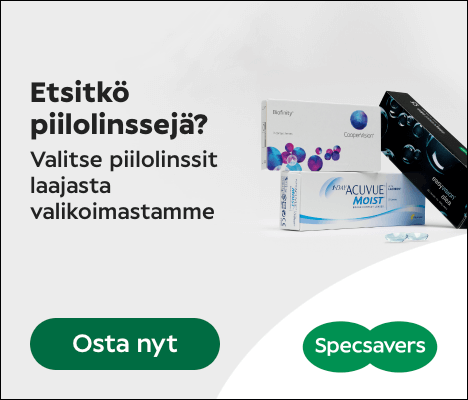 Etsitkö
piilolinssejä?
Valitse piilolinssit
laajasta
valikoimastamme
Biofinity
CooperVision
1-DAY ACUVUE
MOIST
Osta nyt
Specsavers